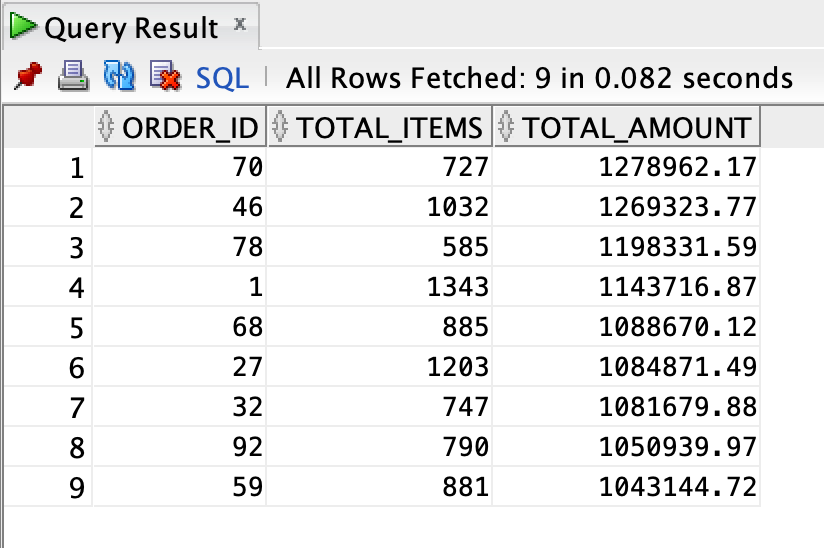 Query Result x
SQL | All Rows Fetched: 9 in 0.082 seconds
ORDER_ID TOTAL_ITEMS TOTAL_AMOUNT
1 70 727 1278962.17
2 46 1032 1269323.77
3 78 585 1198331.59
4 1 1343 1143716.87
5 68 885 1088670.12
6 27 1203 1084871.49
7 32 747 1081679.88
8 92 790 1050939.97
9 59 881 1043144.72